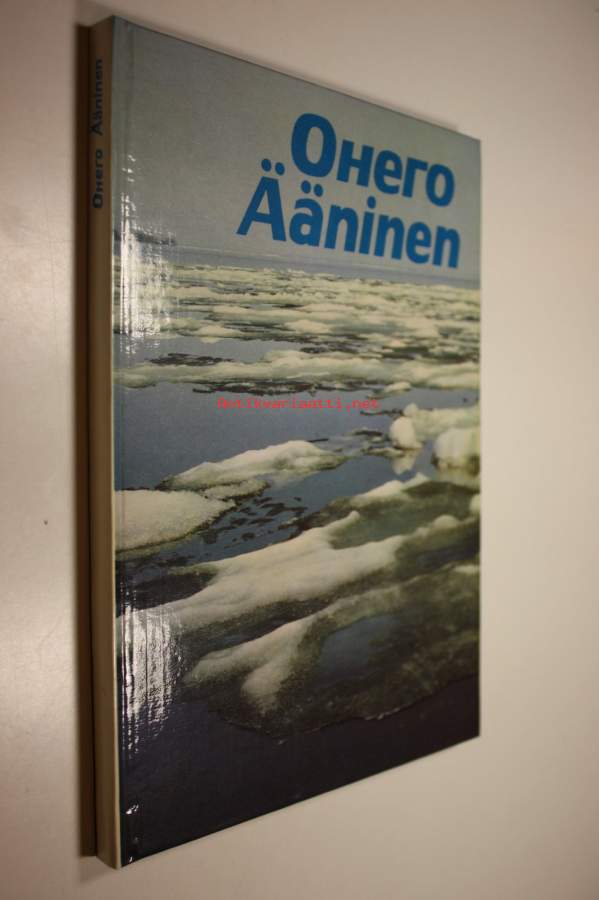 Онего
Ääninen
Онего Ääninen
Antikvariaatti.net